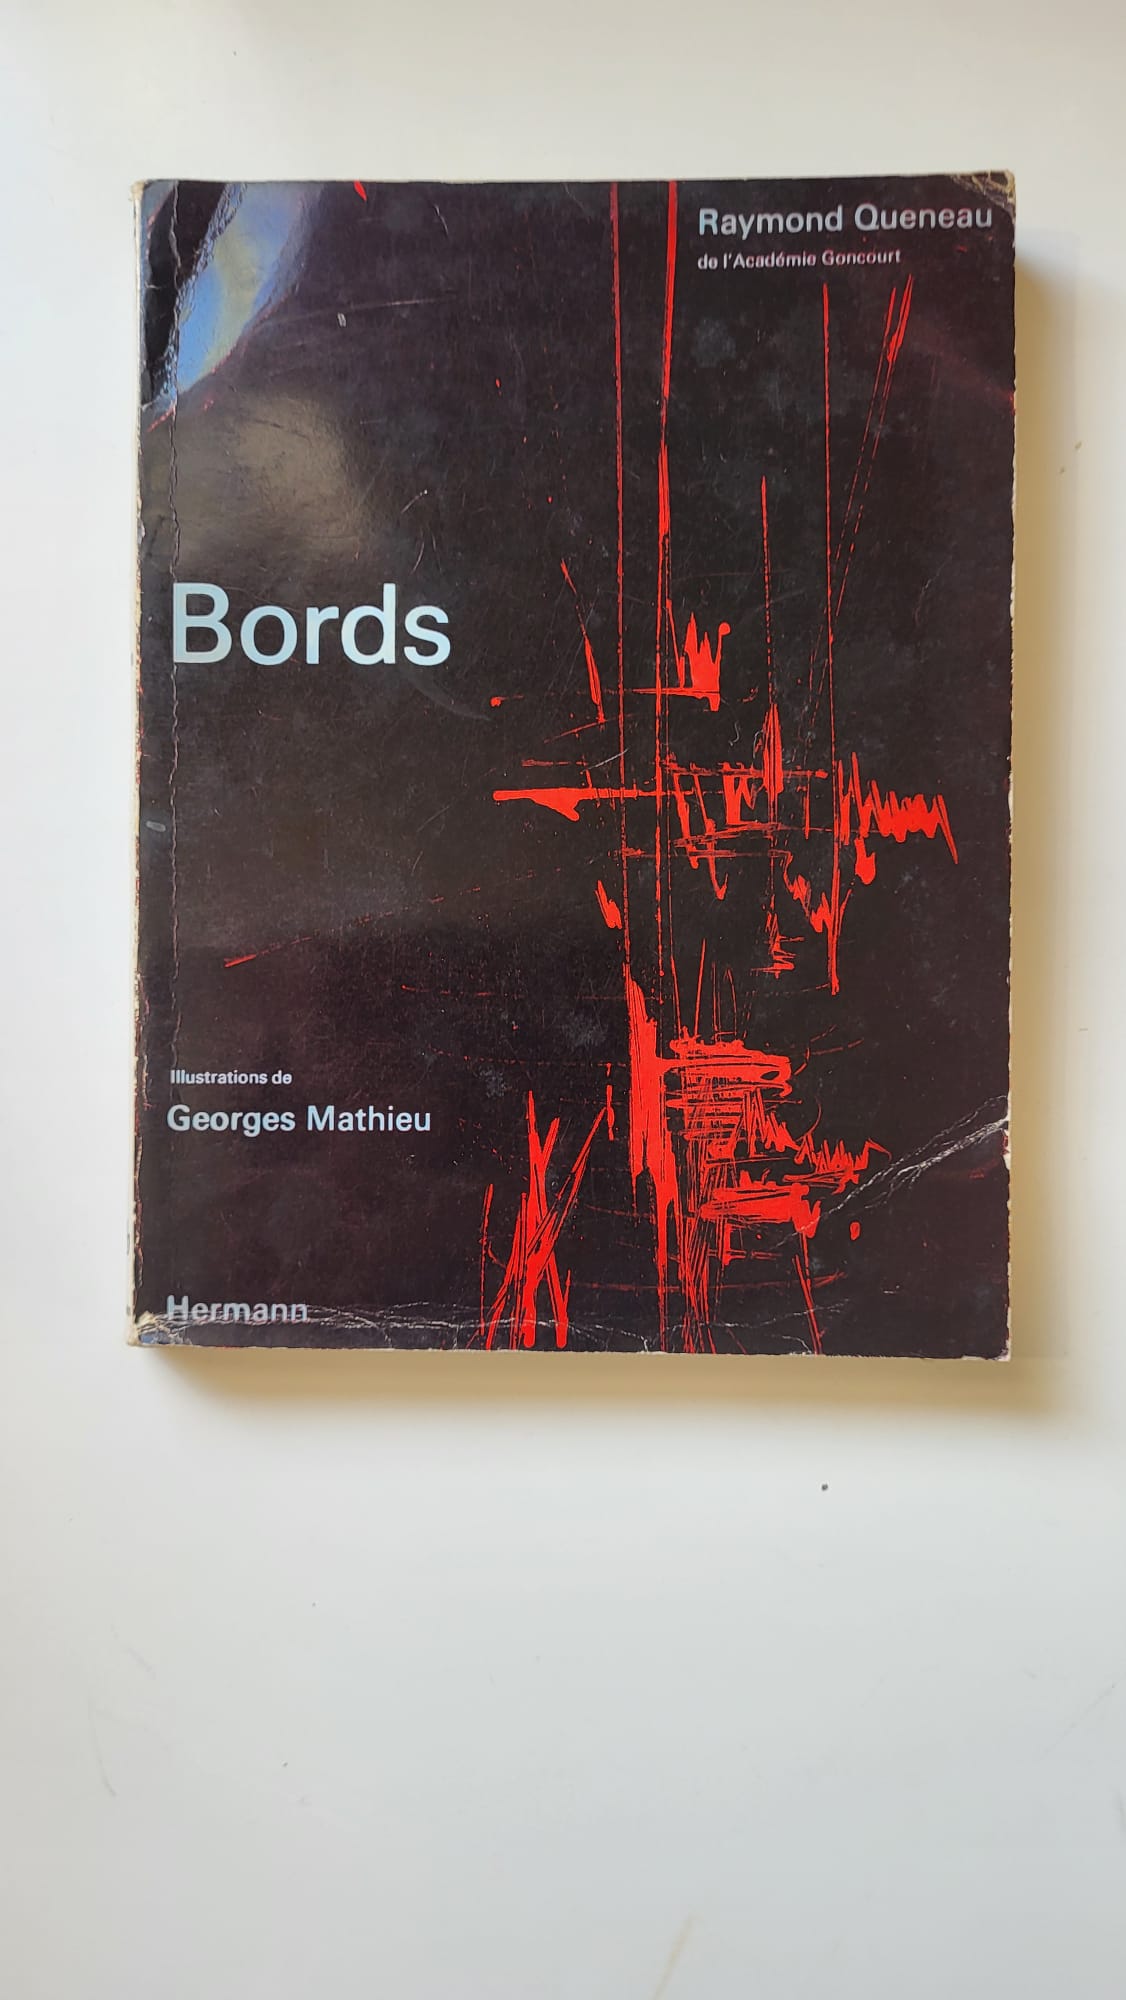 Raymond Queneau
de l'Académie Goncourt
Bords
Illustrations de
Georges Mathieu
Hermann